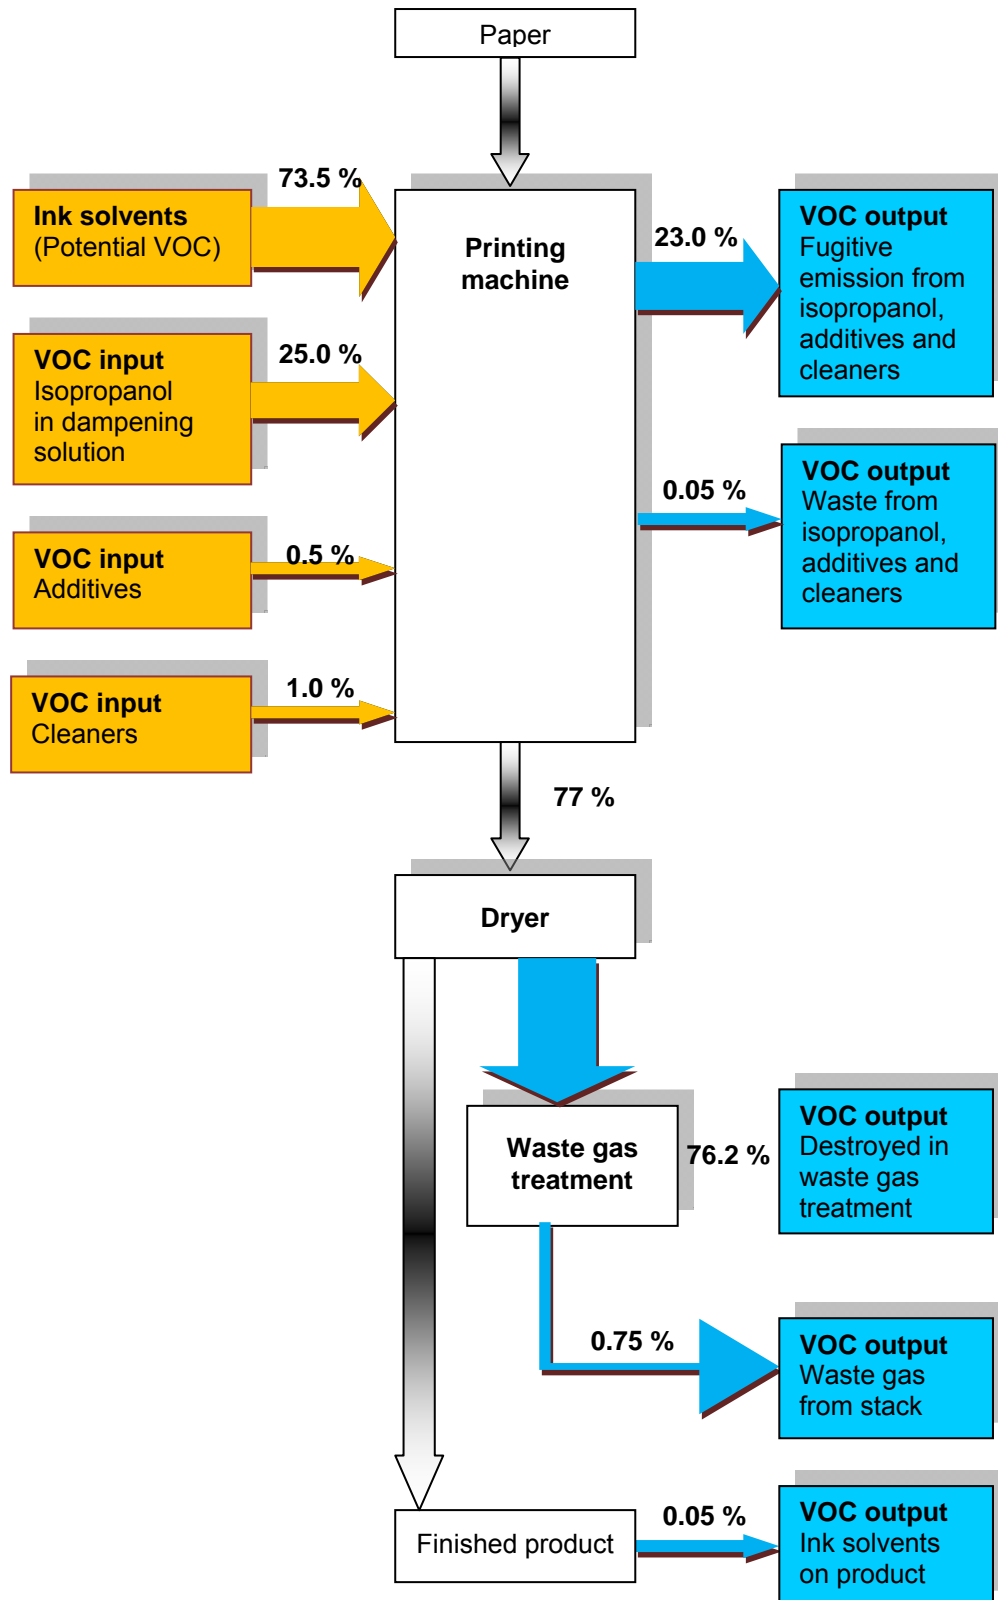 Paper
73.5 %
Ink solvents
(Potential VOC)
Printing
machine
23.0 %
VOC output
Fugitive
emission from
isopropanol,
additives and
cleaners
25.0 %
VOC input
Isopropanol
in dampening
solution
0.05 %
VOC output
Waste from
isopropanol,
additives and
cleaners
0.5 %
VOC input
Additives
1.0 %
VOC input
Cleaners
77 %
Dryer
Waste gas
treatment
76.2 %
VOC output
Destroyed in
waste gas
treatment
0.75 %
VOC output
Waste gas
from stack
Finished product
0.05 %
VOC output
Ink solvents
on product